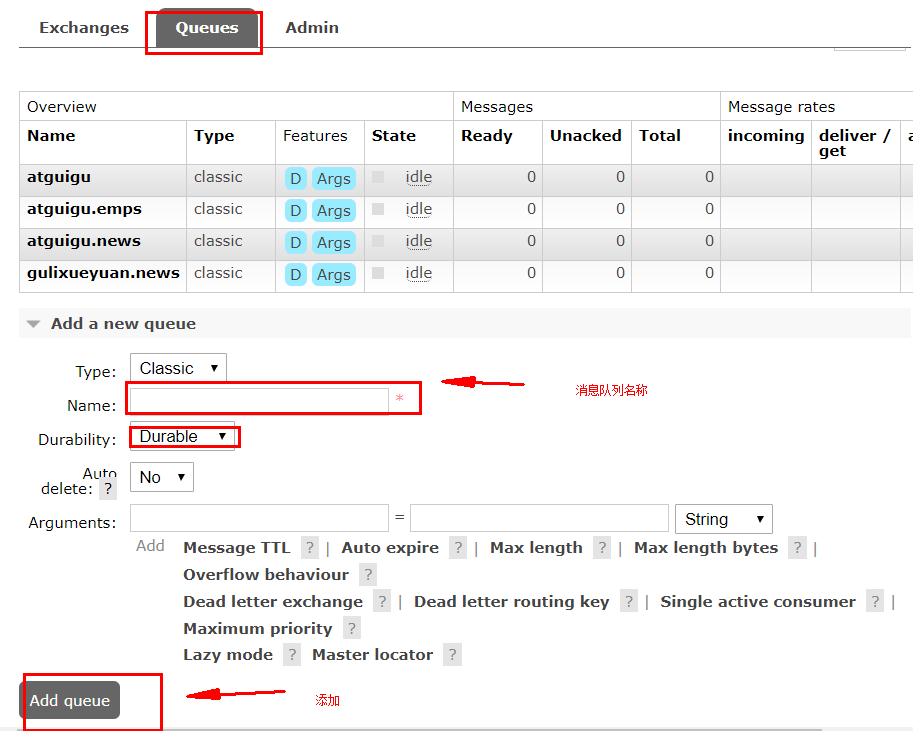 Exchanges Queues Admin
Overview Messages Message rates
Name Type Features State Ready Unacked Total incoming deliver / get
atguigu classic D Args idle 0 0 0
atguigu.emps classic D Args idle 0 0 0
atguigu.news classic D Args idle 0 0 0
gulixueyuan.news classic D Args idle 0 0 0
Add a new queue
Type: Classic
消息队列名称
Name: *
Durability: Durable
Auto delete: ? No
Arguments: = String
Add Message TTL ? | Auto expire ? | Max length ? | Max length bytes ? |
Overflow behaviour ?
Dead letter exchange ? | Dead letter routing key ? | Single active consumer ? |
Maximum priority ?
Lazy mode ? Master locator ?
Add queue 添加